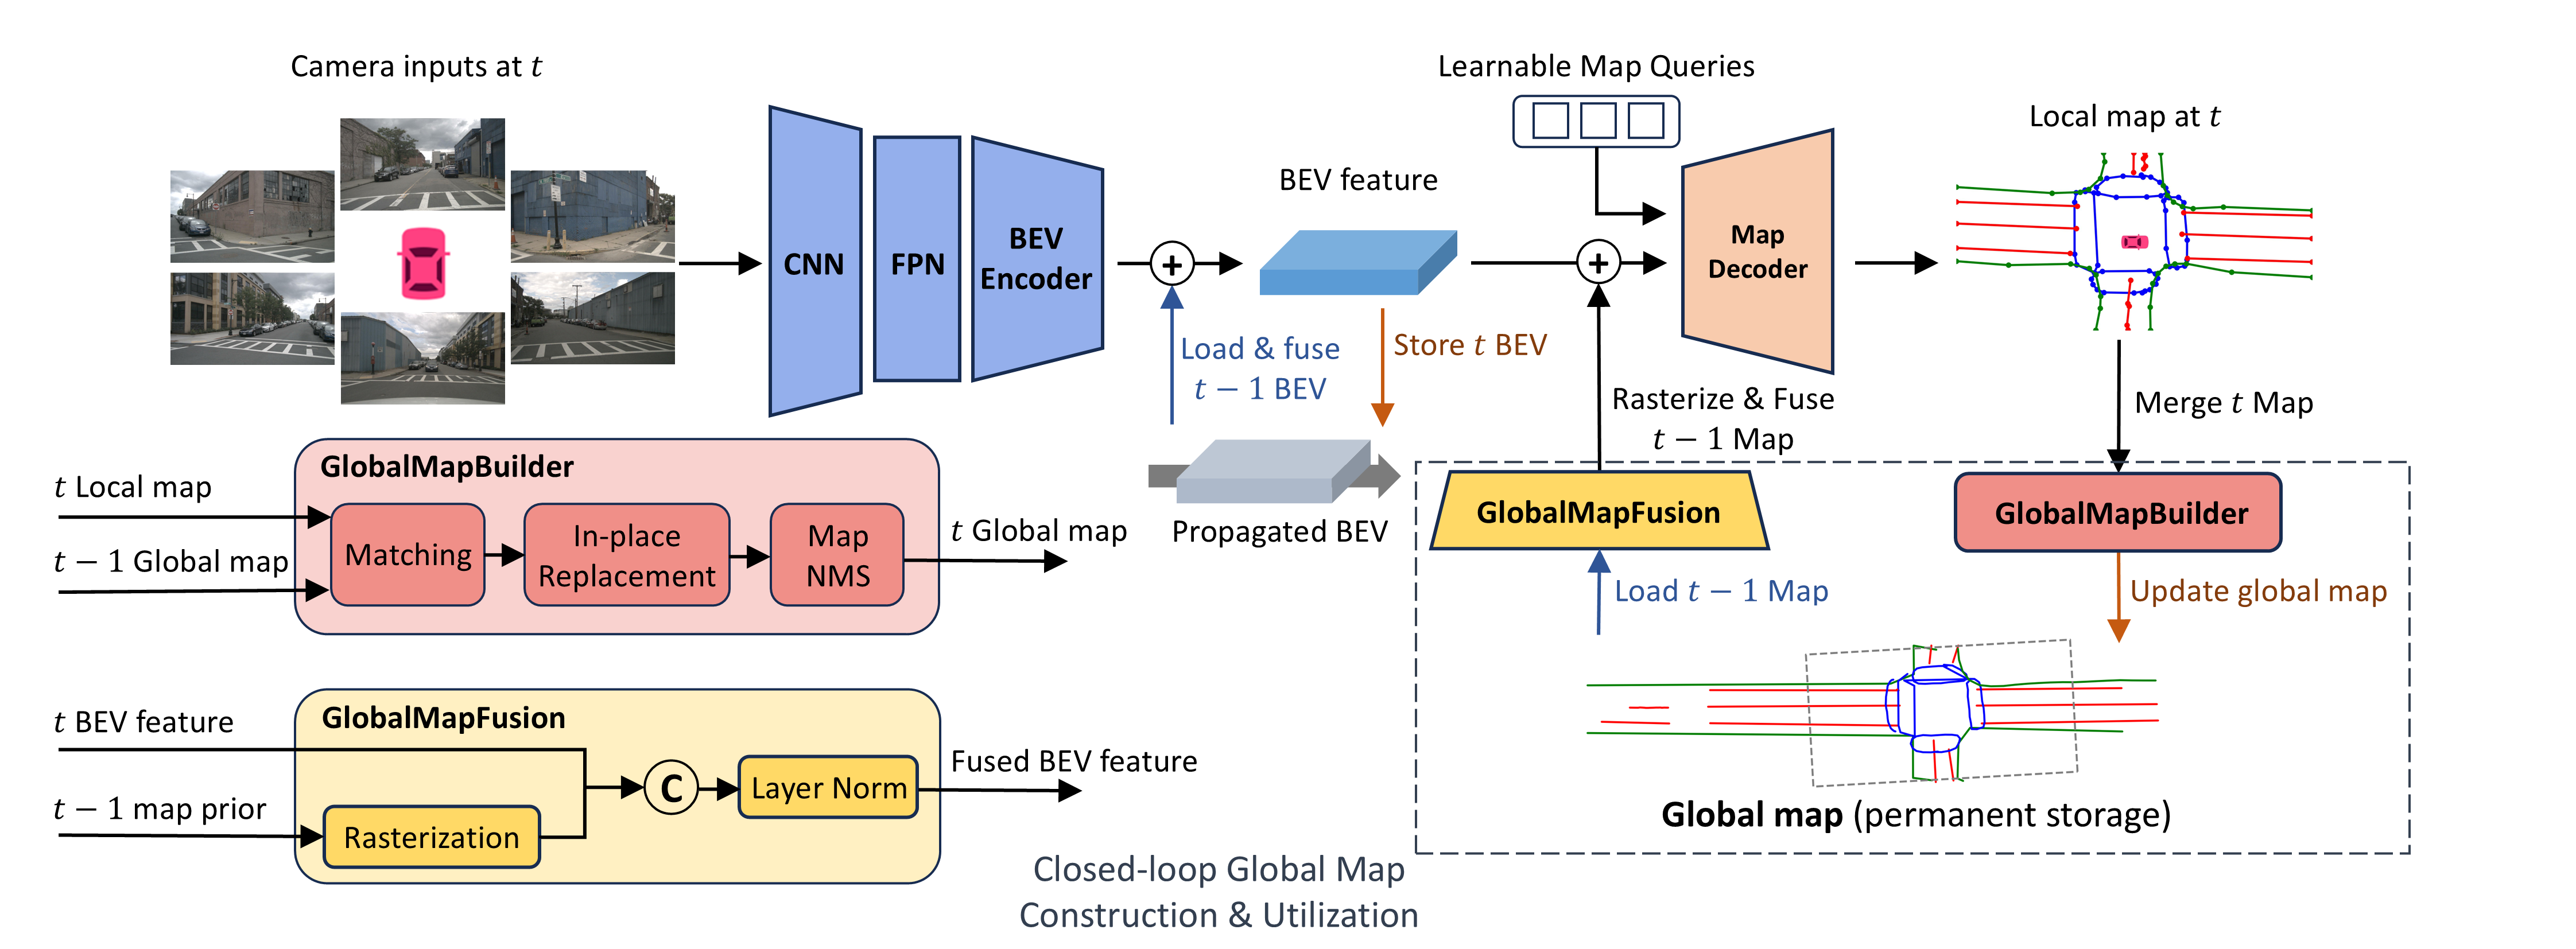 Camera inputs at t
Learnable Map Queries
Local map at t
BEV feature
CNN
FPN
BEV
Encoder
+
+
Map
Decoder
Load & fuse
t − 1 BEV
Store t BEV
Rasterize & Fuse
t − 1 Map
Merge t Map
Propagated BEV
GlobalMapBuilder
t Local map
t − 1 Global map
Matching
In-place
Replacement
Map
NMS
t Global map
GlobalMapFusion
GlobalMapBuilder
Load t − 1 Map
Update global map
Global map (permanent storage)
GlobalMapFusion
t BEV feature
t − 1 map prior
Rasterization
C
Layer Norm
Fused BEV feature
Closed-loop Global Map
Construction & Utilization